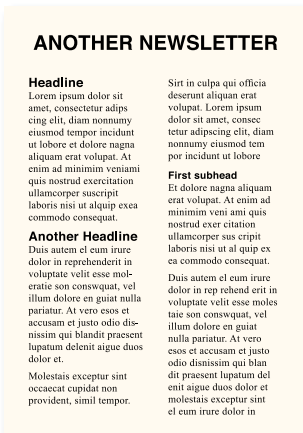 ANOTHER NEWSLETTER
Headline
Lorem ipsum dolor sit
amet, consectetur adips
cing elit, diam nonnumy
eiusmod tempor incidunt
ut lobore et dolore nagna
aliquam erat volupat. At
enim ad minimim veniami
quis nostrud exercitation
ullamcorper suscripit
laboris nisi ut alquip exea
commodo consequat.
Another Headline
Duis autem el eum irure
dolor in reprehenderit in
voluptate velit esse mol-
eratie son conswquat, vel
illum dolore en guiat nulla
pariatur. At vero esos et
accusam et justo odio dis-
nissim qui blandit praesent
lupatum delenit aigue duos
dolor et.
Molestais exceptur sint
occaecat cupidat non
provident, simil tempor.
Sirt in culpa qui officia
deserunt aliquan erat
volupat. Lorem ipsum
dolor sit amet, consec
tetur adipscing elit, diam
nonnumy eiusmod tem
por incidunt ut lobore
First subhead
Et dolore nagna aliquam
erat volupat. At enim ad
minimim veni ami quis
nostrud exer citation
ullamcorper sus cripit
laboris nisi ut al quip ex
ea commodo consequat.
Duis autem el eum irure
dolor in rep rehend erit in
voluptate velit esse moles
taie son conswquat, vel
illum dolore en guiat
nulla pariatur. At vero
esos et accusam et justo
odio disnissim qui blan
dit praesent lupatum del
enit aigue duos dolor et
molestais exceptur sint
el eum irure dolor in